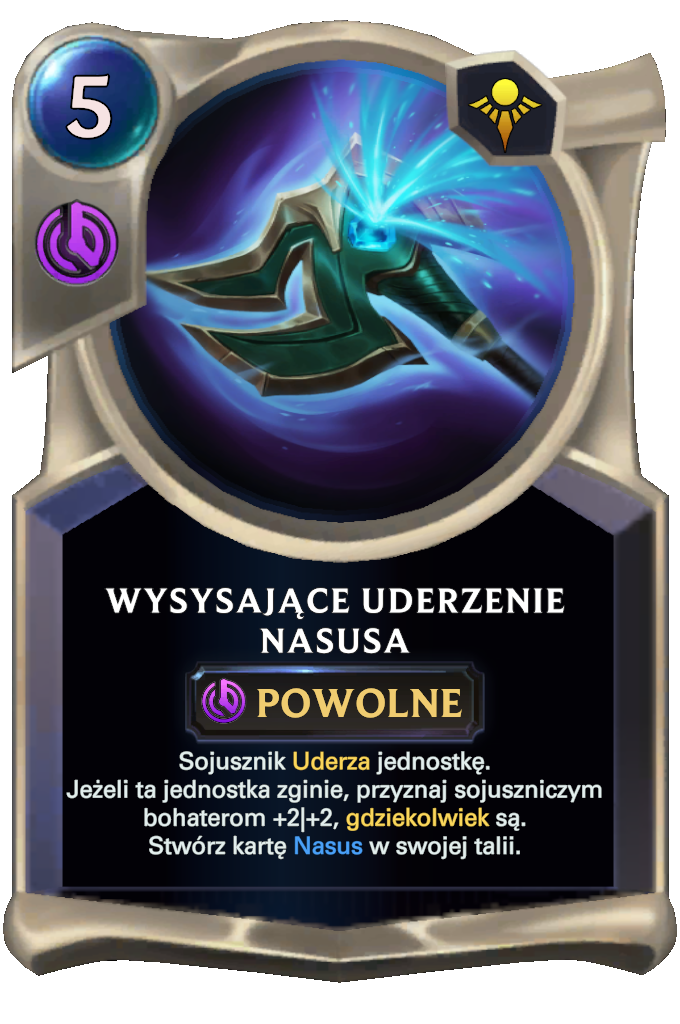 5
WYSYSAJĄCE UDERZENIE
NASUSA
POWOLNE
Sojusznik Uderza jednostkę.
Jeżeli ta jednostka zginie, przyznaj sojuszniczym
bohaterom +2|+2, gdziekolwiek są.
Stwórz kartę Nasus w swojej talii.